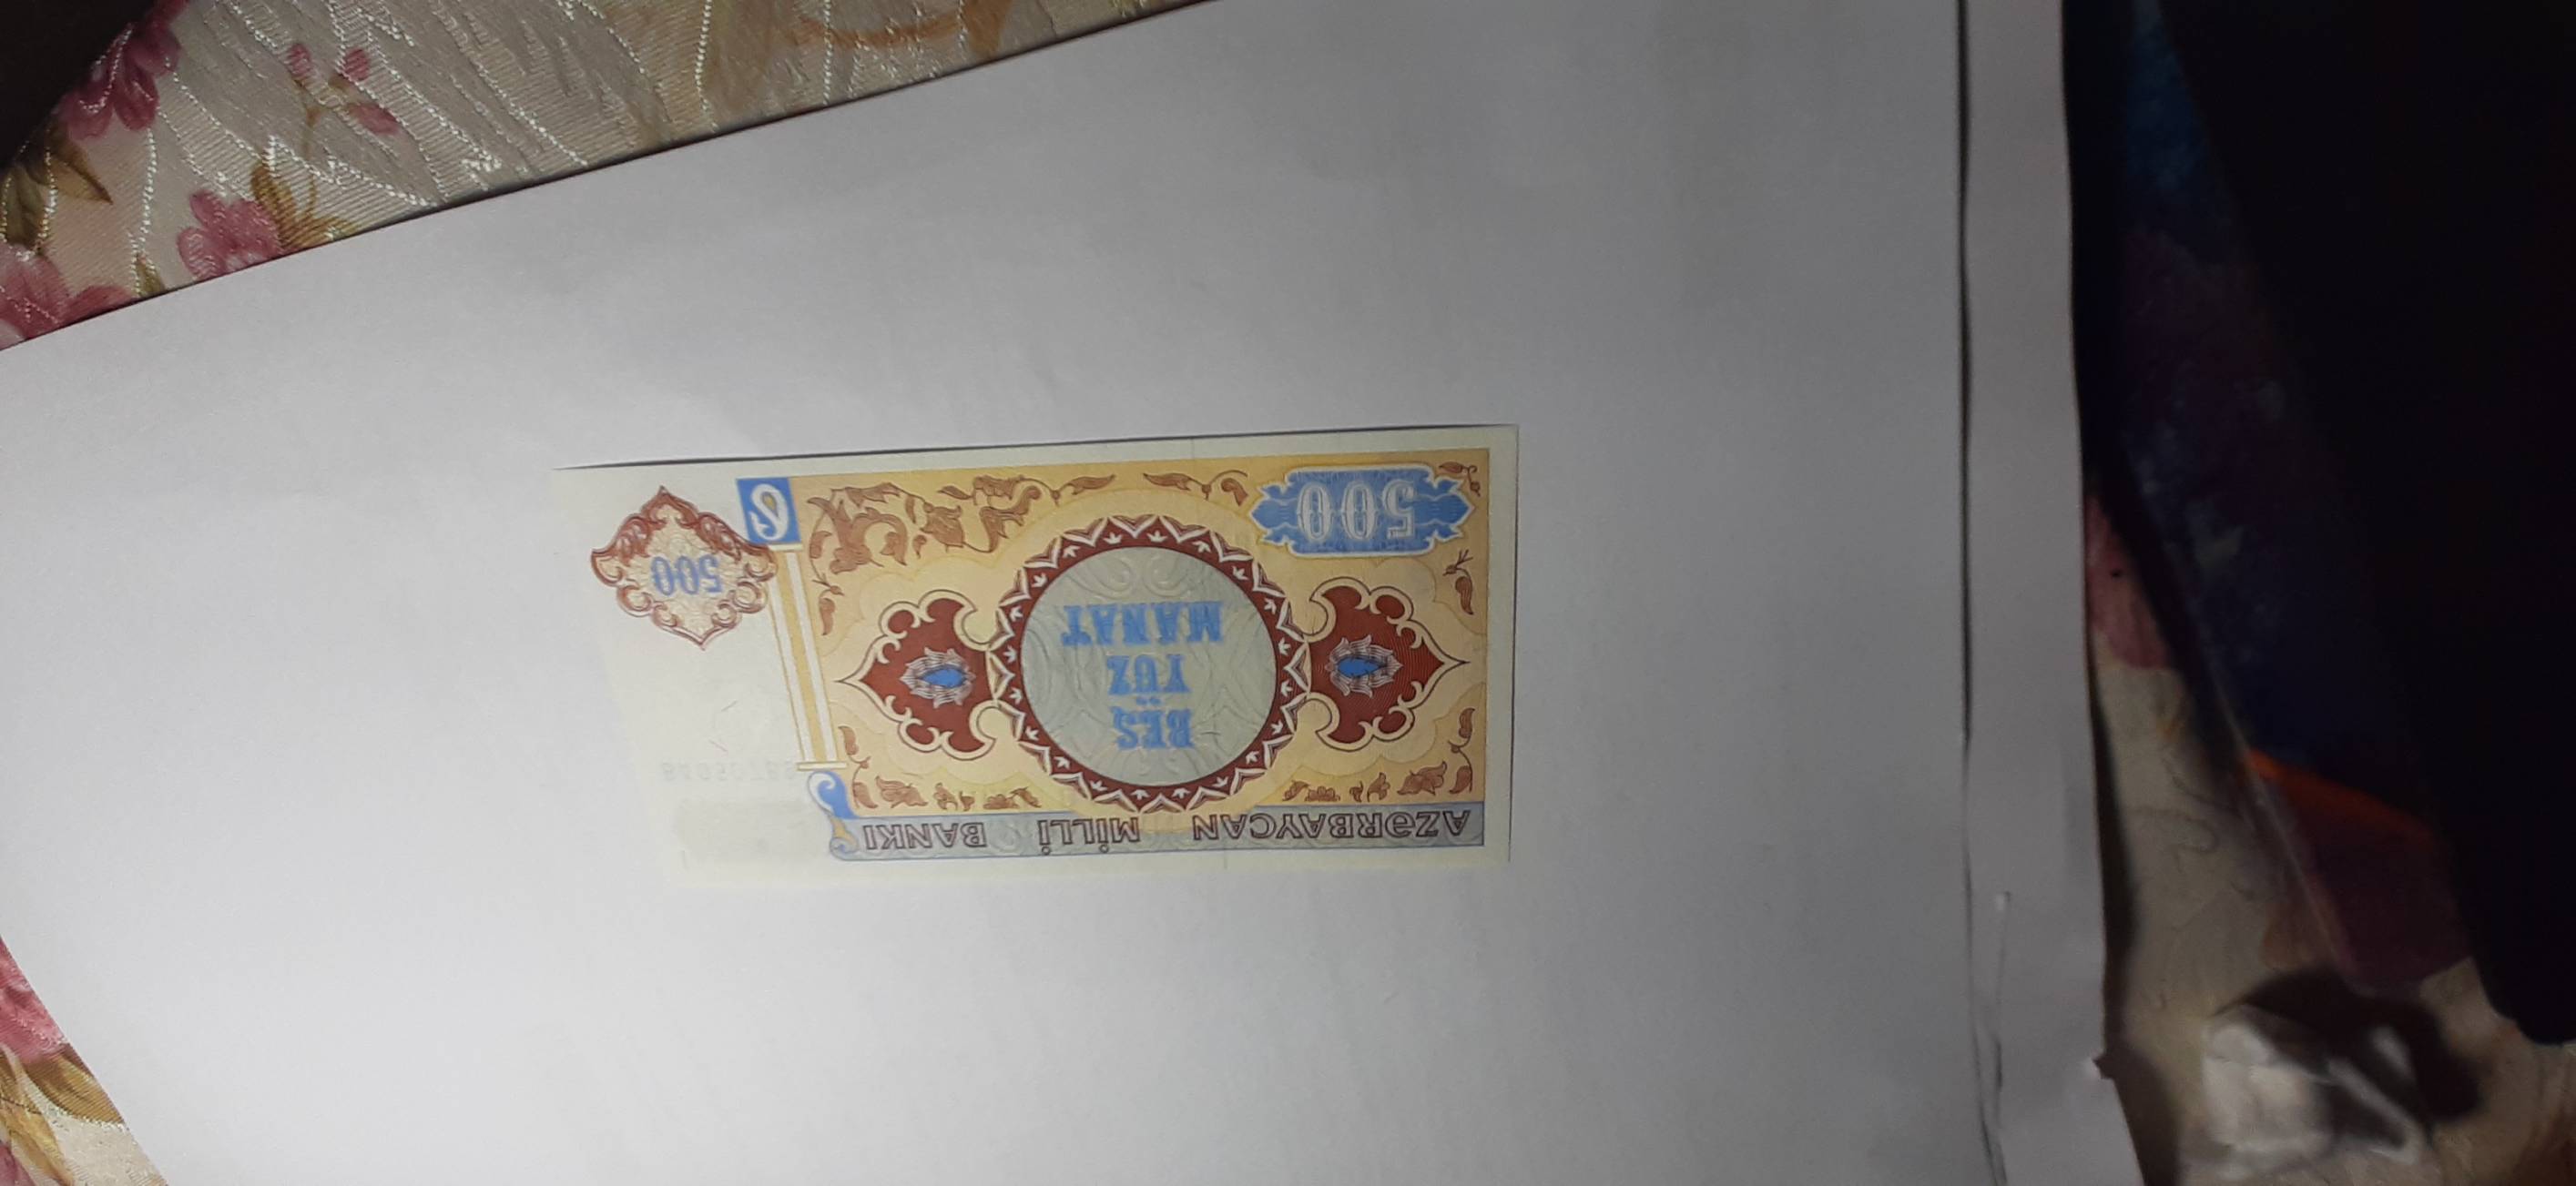 AZƏRBAYCAN MİLLİ BANKI
BEŞ
YÜZ
MANAT
500
500